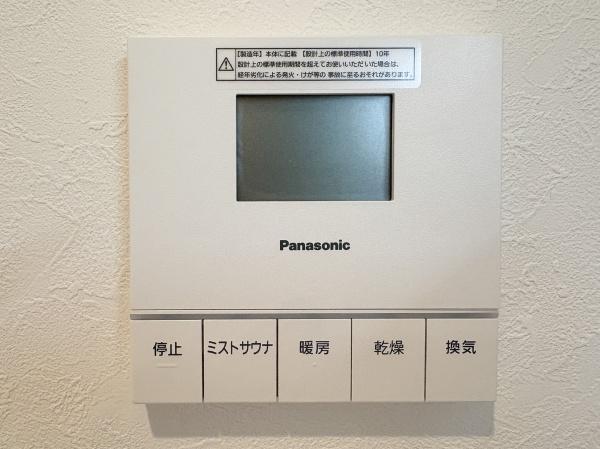 【製造年】本体に記載 【設計上の標準使用時間】10年
設計上の標準使用期間を超えてお使いいただいた場合は、
経年劣化による発火・けが等の事故に至るおそれがあります。
Panasonic
停止 ミストサウナ 暖房 乾燥 換気